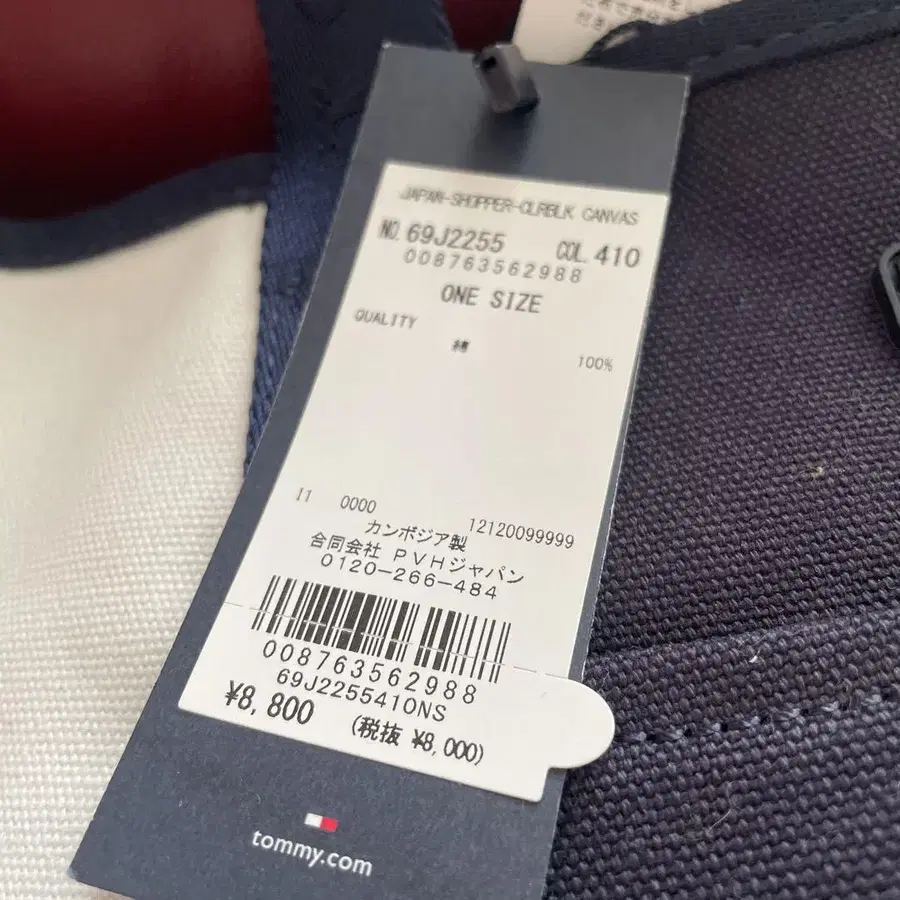 JAPAN-SHOPPER-CLRBLK CANVAS
NO. 69J2255 COL. 410
008763562988
ONE SIZE
QUALITY
綿 100%
I1 0000 12120099999
カンボジア製
合同会社 PVHジャパン
0120-266-484
008763562988
69J2255410NS
¥8,800 (税抜 ¥8,000)
tommy.com